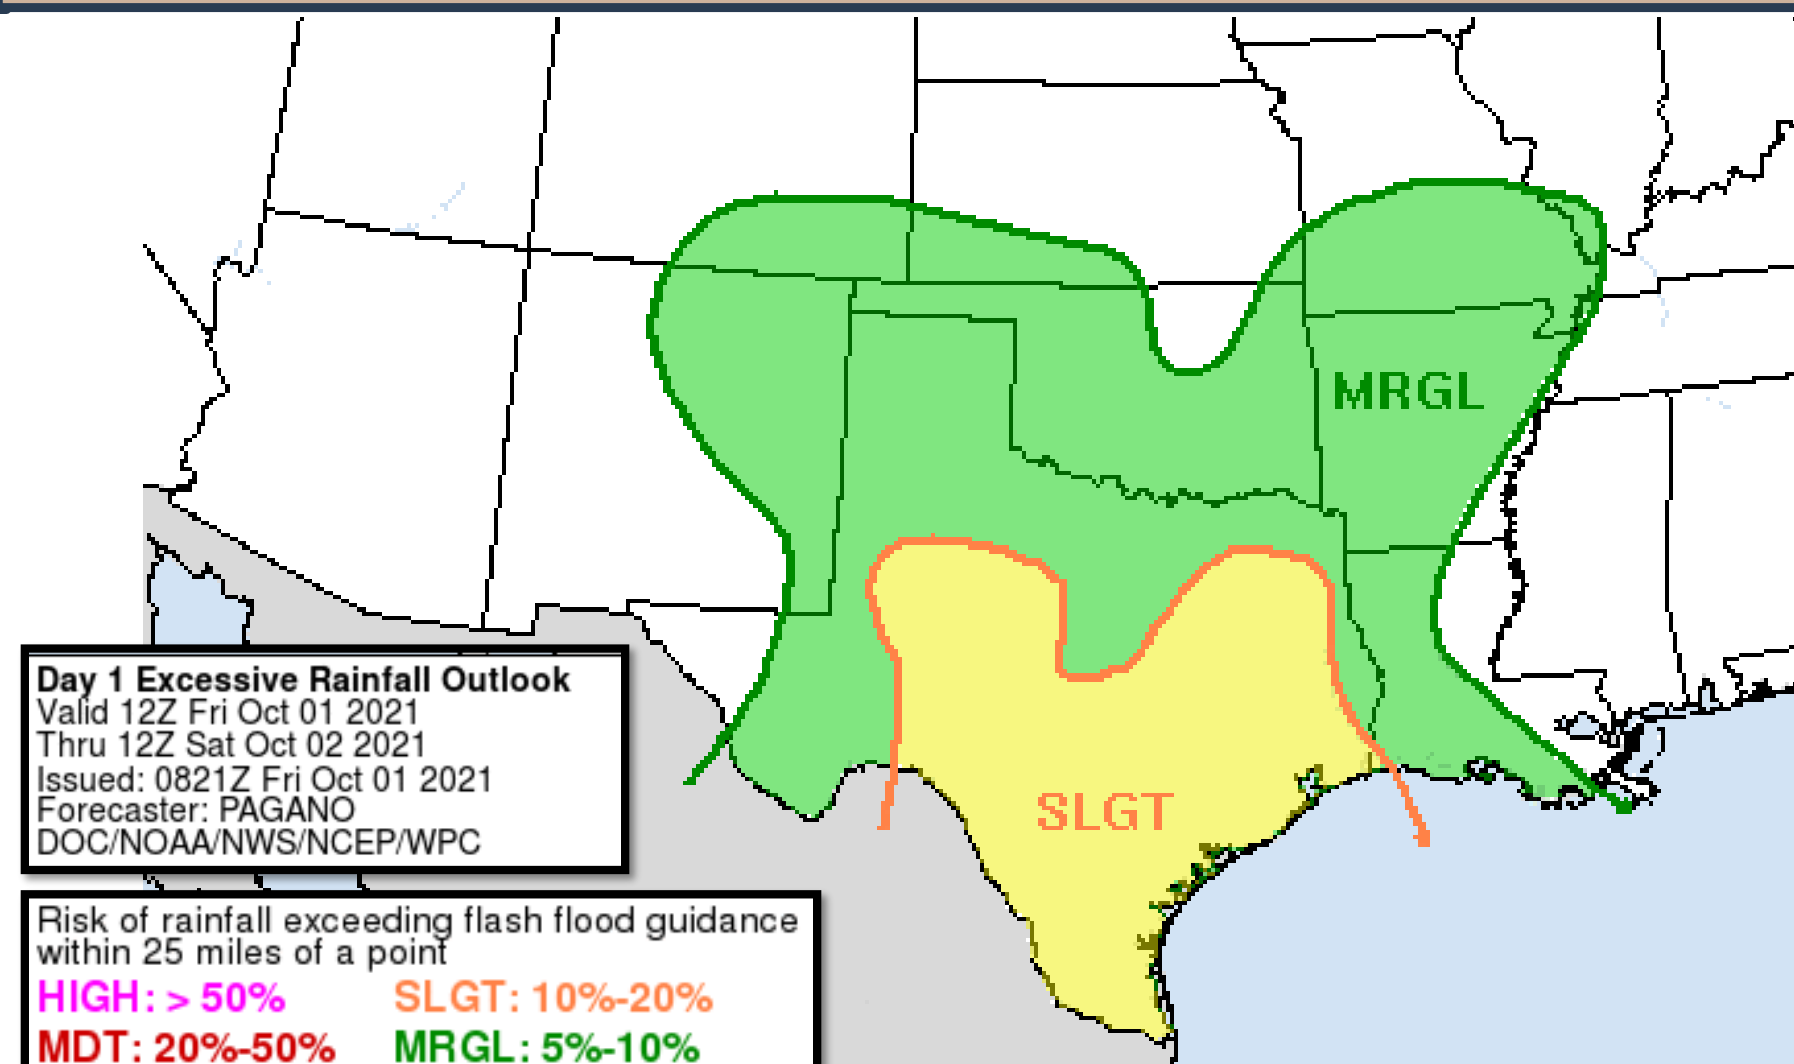 MRGL
SLGT
Day 1 Excessive Rainfall Outlook
Valid 12Z Fri Oct 01 2021
Thru 12Z Sat Oct 02 2021
Issued: 0821Z Fri Oct 01 2021
Forecaster: PAGANO
DOC/NOAA/NWS/NCEP/WPC
Risk of rainfall exceeding flash flood guidance
within 25 miles of a point
HIGH: > 50% SLGT: 10%-20%
MDT: 20%-50% MRGL: 5%-10%